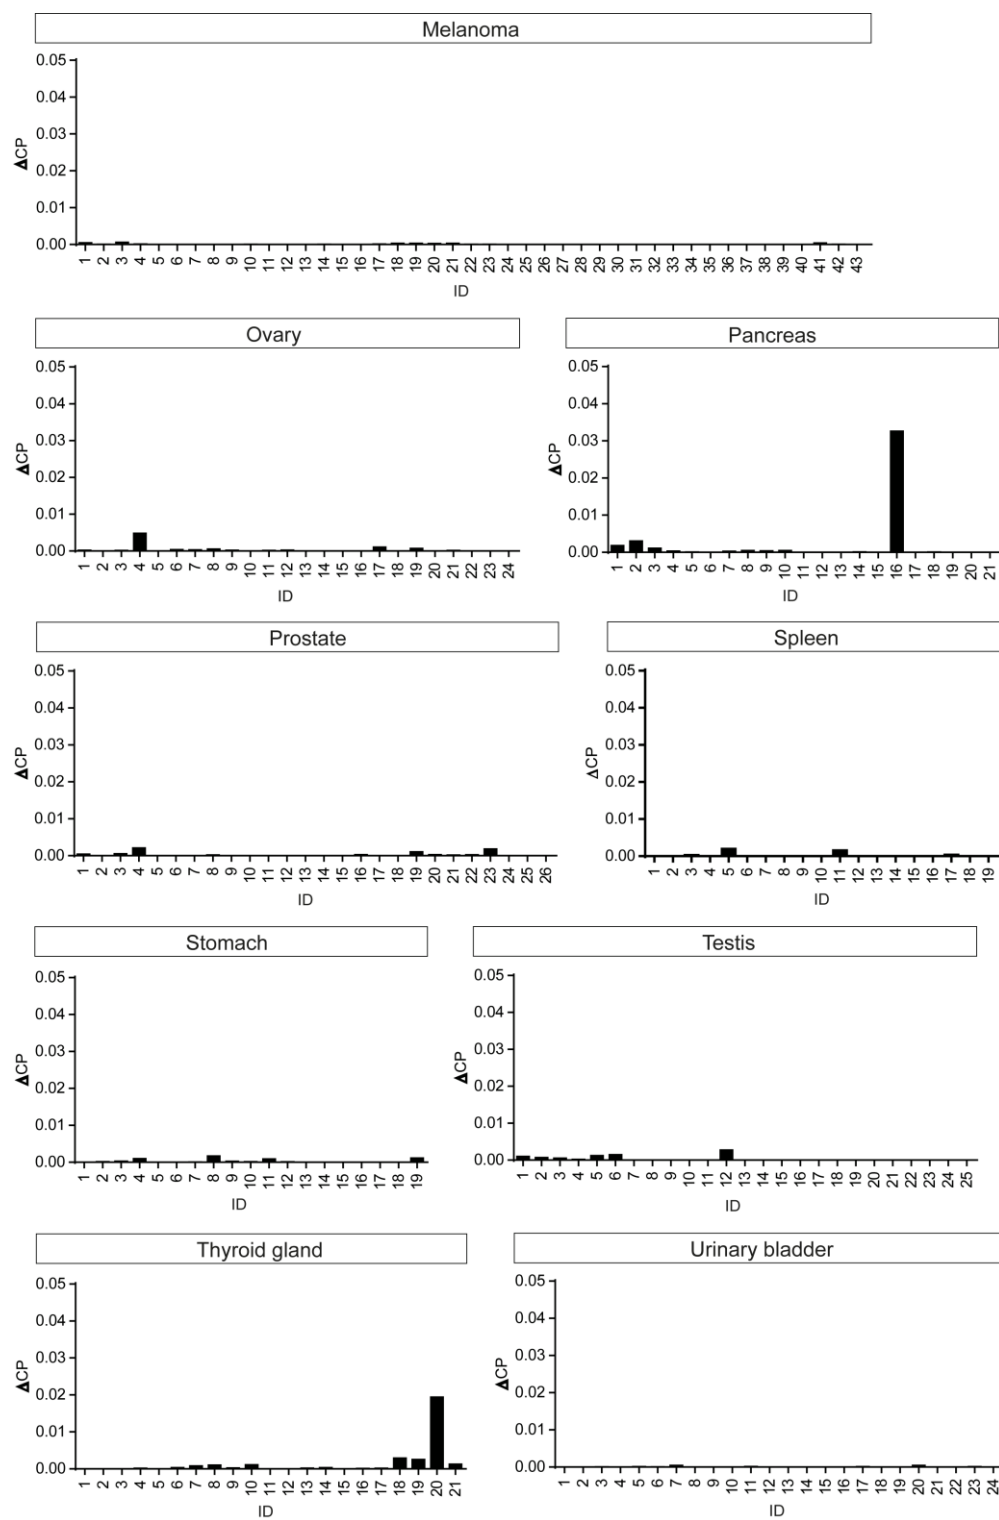 Melanoma
0.05
0.04
0.03
0.02
0.01
0.00
ΔCP
1 2 3 4 5 6 7 8 9 10 11 12 13 14 15 16 17 18 19 20 21 22 23 24 25 26 27 28 29 30 31 32 33 34 35 36 37 38 39 40 41 42 43
ID
Ovary
0.05
0.04
0.03
0.02
0.01
0.00
ΔCP
1 2 3 4 5 6 7 8 9 10 11 12 13 14 15 16 17 18 19 20 21 22 23 24
ID
Pancreas
0.05
0.04
0.03
0.02
0.01
0.00
ΔCP
1 2 3 4 5 6 7 8 9 10 11 12 13 14 15 16 17 18 19 20 21
ID
Prostate
0.05
0.04
0.03
0.02
0.01
0.00
ΔCP
1 2 3 4 5 6 7 8 9 10 11 12 13 14 15 16 17 18 19 20 21 22 23 24 25 26
ID
Spleen
0.05
0.04
0.03
0.02
0.01
0.00
ΔCP
1 2 3 4 5 6 7 8 9 10 11 12 13 14 15 16 17 18 19
ID
Stomach
0.05
0.04
0.03
0.02
0.01
0.00
ΔCP
1 2 3 4 5 6 7 8 9 10 11 12 13 14 15 16 17 18 19
ID
Testis
0.05
0.04
0.03
0.02
0.01
0.00
ΔCP
1 2 3 4 5 6 7 8 9 10 11 12 13 14 15 16 17 18 19 20 21 22 23 24 25
ID
Thyroid gland
0.05
0.04
0.03
0.02
0.01
0.00
ΔCP
1 2 3 4 5 6 7 8 9 10 11 12 13 14 15 16 17 18 19 20 21
ID
Urinary bladder
0.05
0.04
0.03
0.02
0.01
0.00
ΔCP
1 2 3 4 5 6 7 8 9 10 11 12 13 14 15 16 17 18 19 20 21 22 23 24
ID